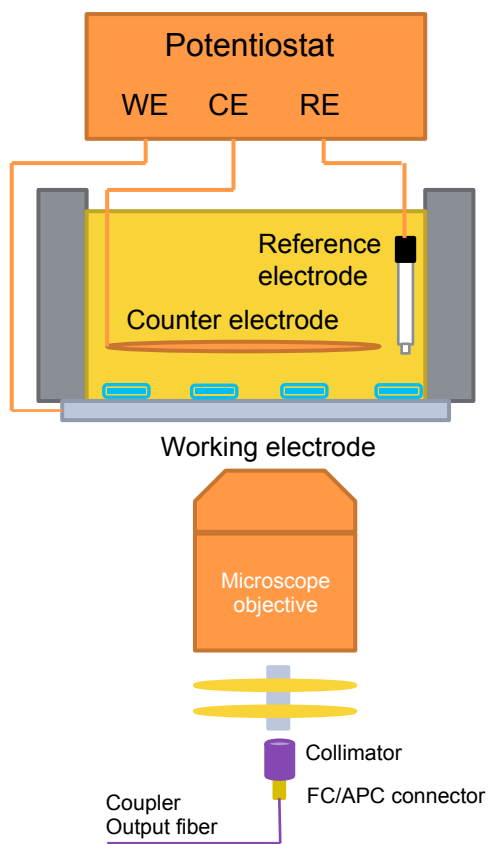 Potentiostat
WE CE RE
Reference
electrode
Counter electrode
Working electrode
Microscope
objective
Collimator
FC/APC connector
Coupler
Output fiber